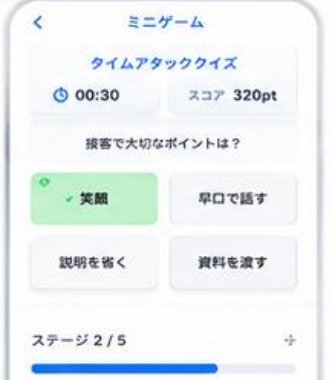 ミニゲーム
タイムアタッククイズ
00:30
スコア 320pt
接客で大切なポイントは？
笑顔
早口で話す
説明を省く
資料を渡す
ステージ 2 / 5